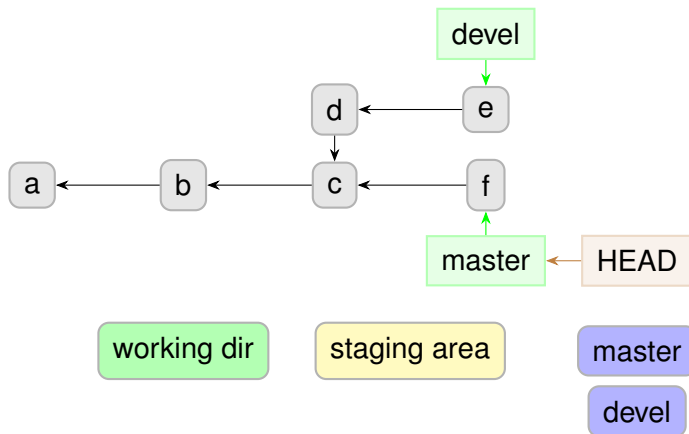 devel
d
e
a
b
c
f
master
HEAD
working dir
staging area
master
devel